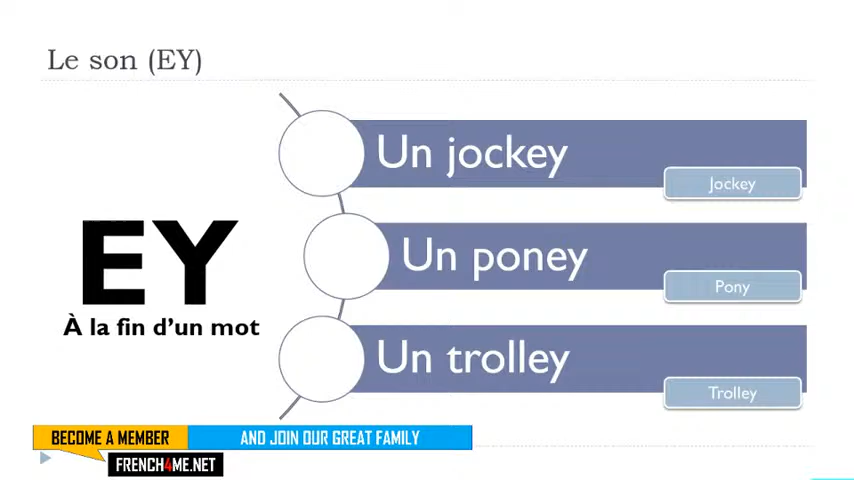 Le son (EY)
EY
À la fin d'un mot
Un jockey
Jockey
Un poney
Pony
Un trolley
Trolley
BECOME A MEMBER
AND JOIN OUR GREAT FAMILY
FRENCH4ME.NET